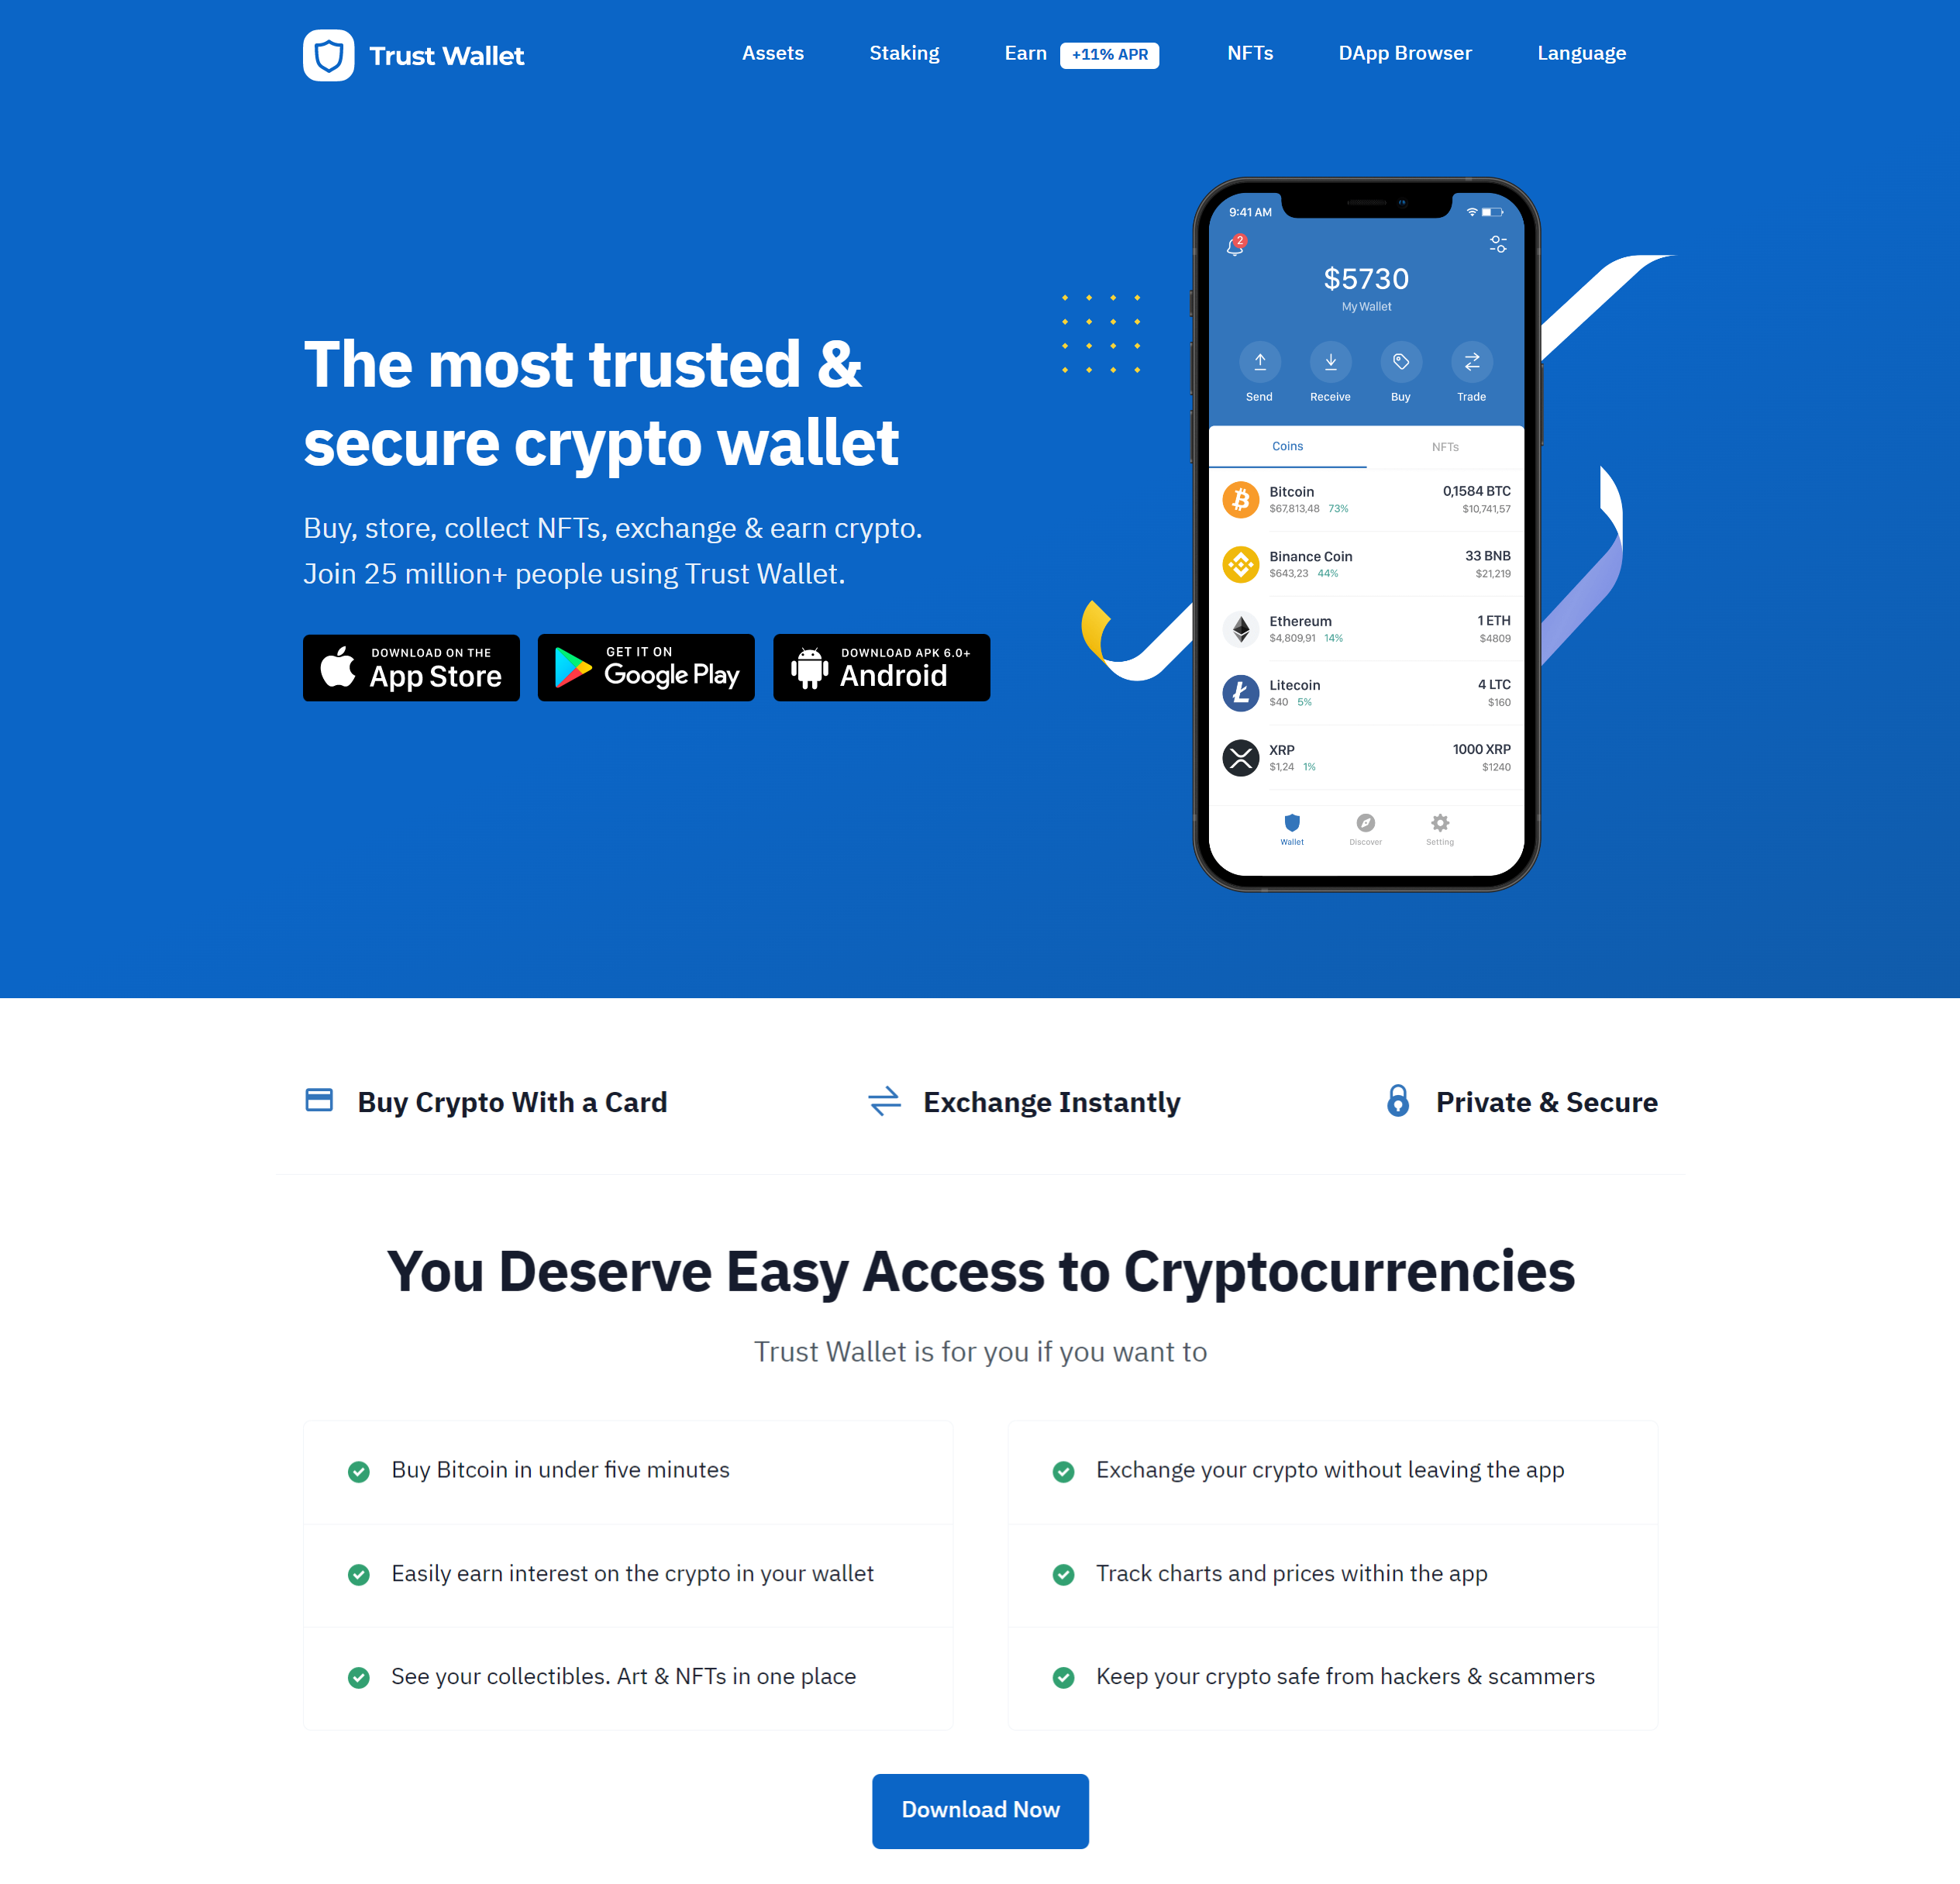 Trust Wallet
Assets
Staking
Earn +11% APR
NFTs
DApp Browser
Language
The most trusted &
secure crypto wallet
Buy, store, collect NFTs, exchange & earn crypto.
Join 25 million+ people using Trust Wallet.
DOWNLOAD ON THE
App Store
GET IT ON
Google Play
DOWNLOAD APK 6.0+
Android
9:41 AM
2
$5730
My Wallet
Send
Receive
Buy
Trade
Coins
NFTs
Bitcoin
0,1584 BTC
$67,813,48 73%
$10,741,57
Binance Coin
33 BNB
$643,23 44%
$21,219
Ethereum
1 ETH
$4,809,91 14%
$4809
Litecoin
4 LTC
$40 5%
$160
XRP
1000 XRP
$1,24 1%
$1240
Wallet
Discover
Setting
Buy Crypto With a Card
Exchange Instantly
Private & Secure
You Deserve Easy Access to Cryptocurrencies
Trust Wallet is for you if you want to
Buy Bitcoin in under five minutes
Easily earn interest on the crypto in your wallet
See your collectibles. Art & NFTs in one place
Exchange your crypto without leaving the app
Track charts and prices within the app
Keep your crypto safe from hackers & scammers
Download Now